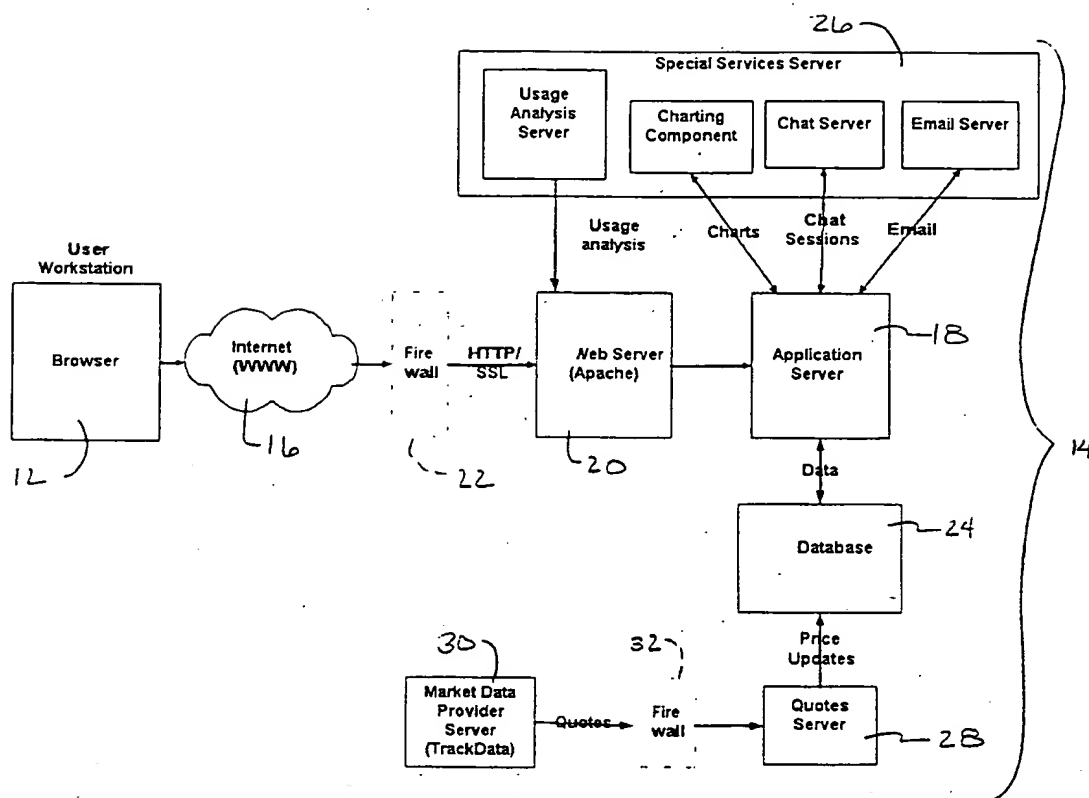 26
Special Services Server
Usage
Analysis
Server
Charting
Component
Chat Server
Email Server
Usage
analysis
Charts
Chat
Sessions
Email
User
Workstation
Browser
12
Internet
(WWW)
16
Fire
wall
22
HTTP/
SSL
Web Server
(Apache)
20
Application
Server
18
14
Data
Database
24
Price
Updates
30
Market Data
Provider
Server
(TrackData)
Quotes
32
Fire
wall
Quotes
Server
28